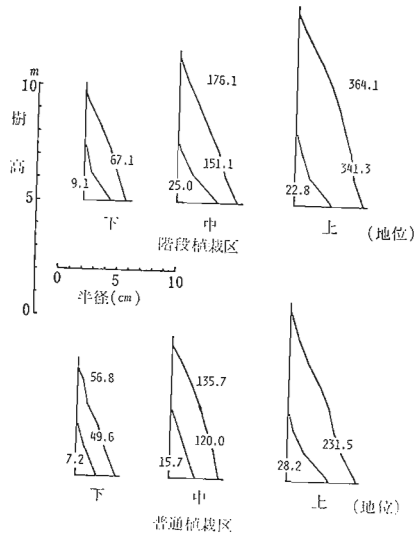 m
10
樹
高
5
2
0
67.1
9.1
下
176.1
151.1
25.0
中
364.1
341.3
22.8
上
(地位)
階段植栽区
0 5 10
半径(cm)
56.8
49.6
7.2
下
135.7
120.0
15.7
中
231.5
28.2
上
(地位)
普通植栽区